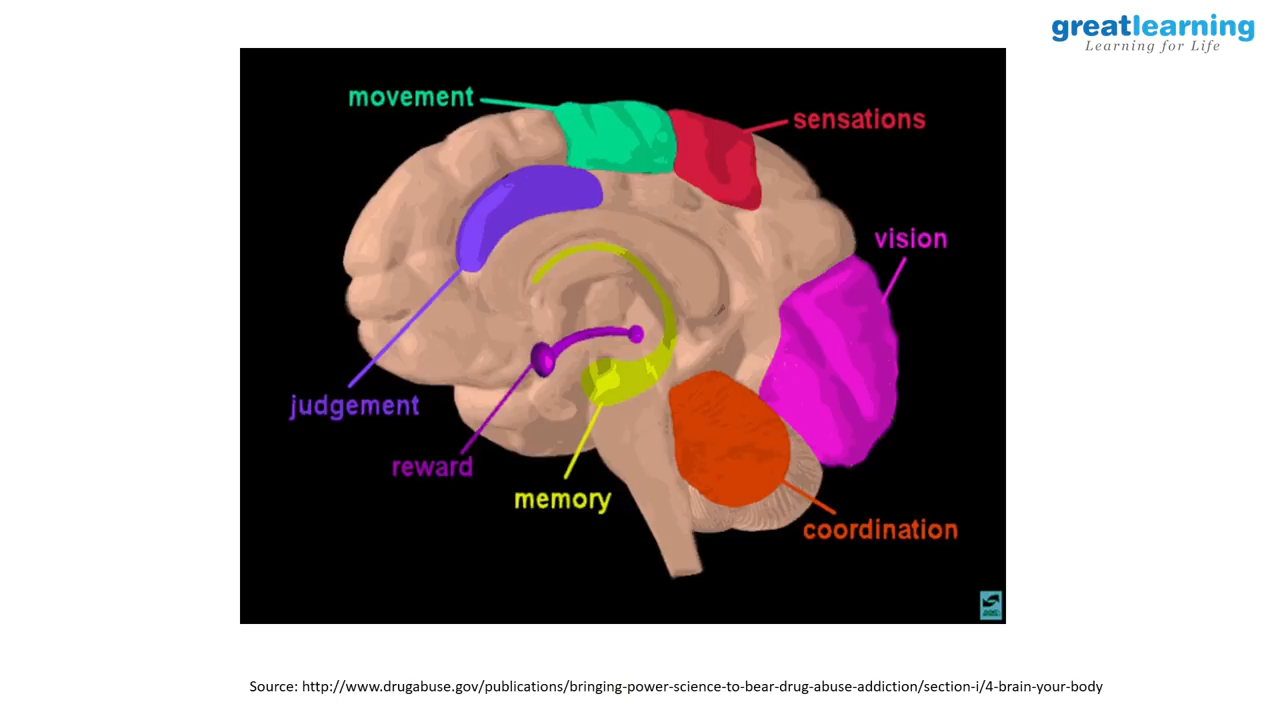 greatlearning
Learning for Life
movement
sensations
vision
judgement
reward
memory
coordination
Source: http://www.drugabuse.gov/publications/bringing-power-science-to-bear-drug-abuse-addiction/section-i/4-brain-your-body